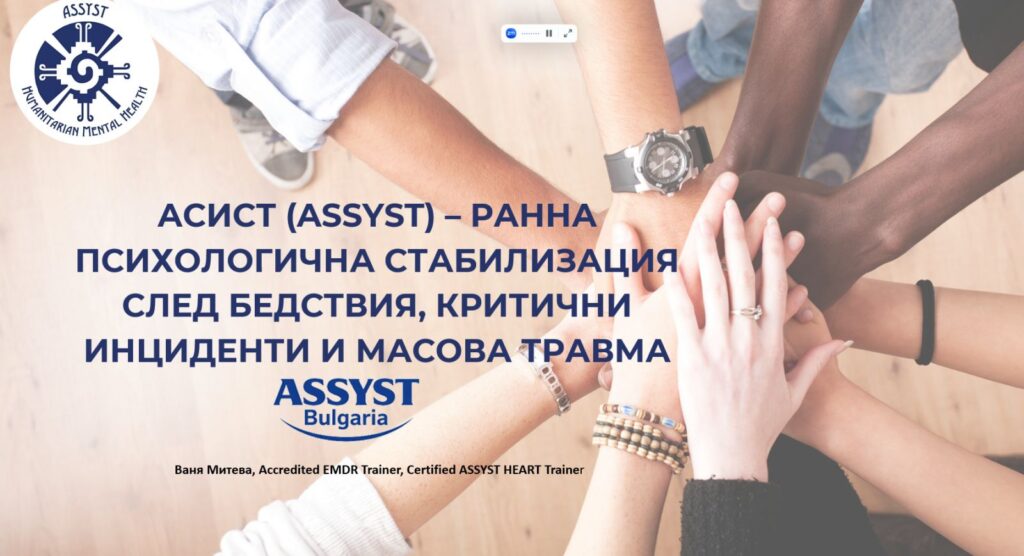 ASSYST
HUMANITARIAN MENTAL HEALTH
zm
АСИСТ (ASSYST) – РАННА
ПСИХОЛОГИЧНА СТАБИЛИЗАЦИЯ
СЛЕД БЕДСТВИЯ, КРИТИЧНИ
ИНЦИДЕНТИ И МАСОВА ТРАВМА
ASSYST
Bulgaria
Ваня Митева, Accredited EMDR Trainer, Certified ASSYST HEART Trainer